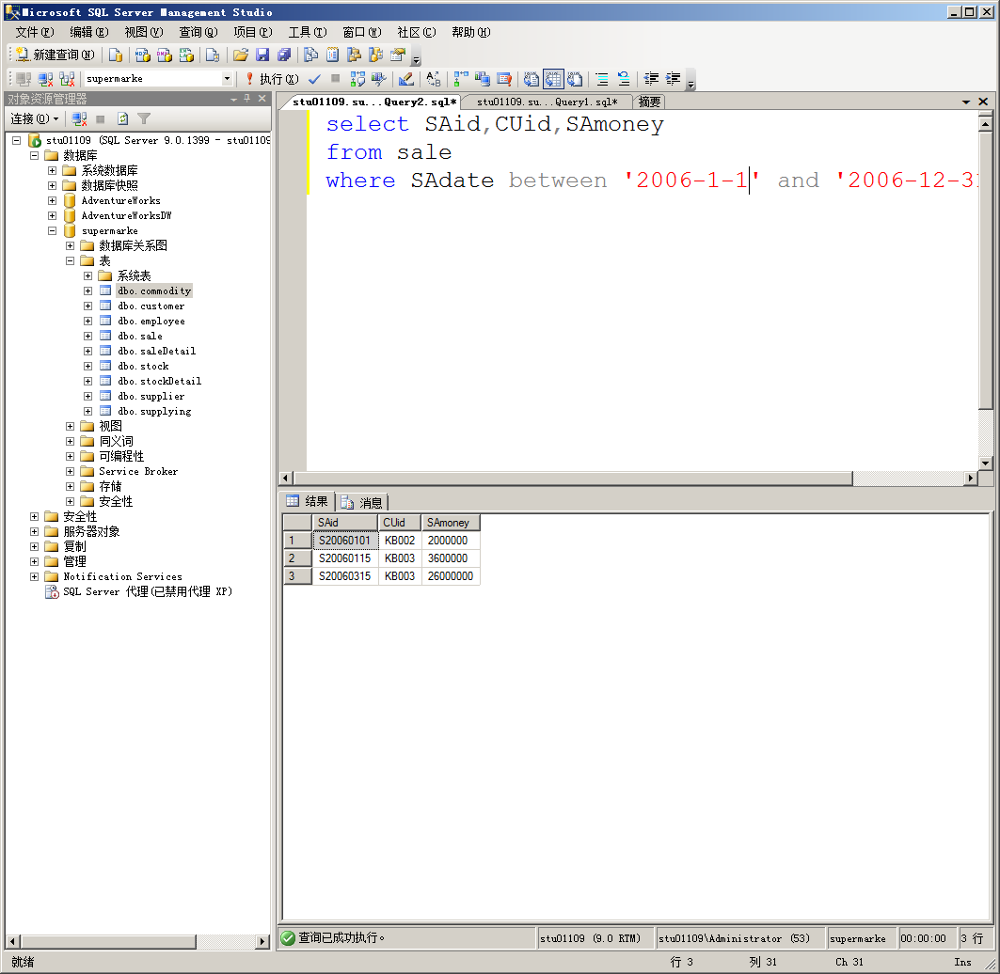 Microsoft SQL Server Management Studio
文件(F) 编辑(E) 视图(V) 查询(Q) 项目(P) 工具(T) 窗口(W) 社区(C) 帮助(H)
新建查询(N)
supermarke 执行(X)
对象资源管理器
连接(O)
stu01109 (SQL Server 9.0.1399 - stu01109
数据库
系统数据库
数据库快照
AdventureWorks
AdventureWorksDW
supermarke
数据库关系图
表
系统表
dbo.commodity
dbo.customer
dbo.employee
dbo.sale
dbo.saleDetail
dbo.stock
dbo.stockDetail
dbo.supplier
dbo.supplying
视图
同义词
可编程性
Service Broker
存储
安全性
安全性
服务器对象
复制
管理
Notification Services
SQL Server 代理(已禁用代理 XP)
stu01109.su...Query2.sql* stu01109.su...Query1.sql* 摘要
select SAid,CUid,SAmoney
from sale
where SAdate between '2006-1-1' and '2006-12-31
结果 消息
SAid CUid SAmoney
1 S20060101 KB002 2000000
2 S20060115 KB003 3600000
3 S20060315 KB003 26000000
查询已成功执行。 stu01109 (9.0 RTM) stu01109\Administrator (53) supermarke 00:00:00 3 行
就绪 行 3 列 31 Ch 31 Ins